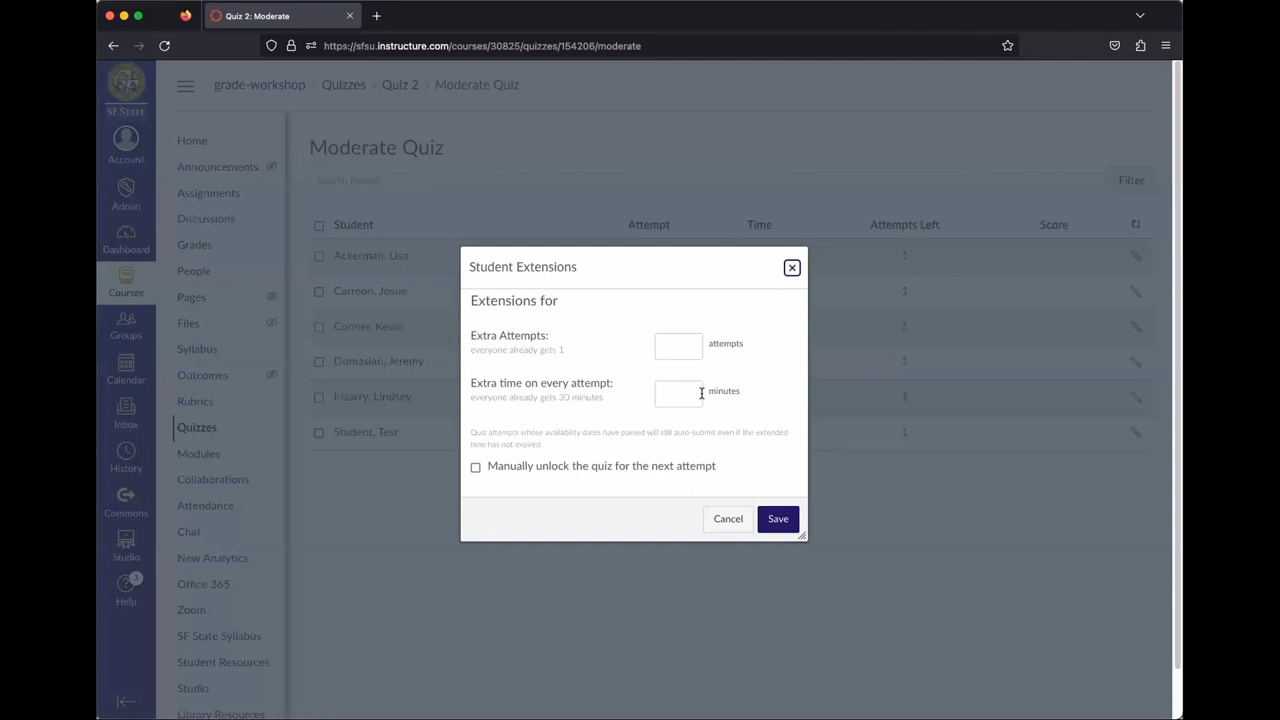 Quiz 2: Moderate
https://sfsu.instructure.com/courses/30825/quizzes/154206/moderate
SF STATE
Account
Admin
Dashboard
Courses
Groups
Calendar
Inbox
History
Commons
Studio
3
Help
grade-workshop / Quizzes / Quiz 2 / Moderate Quiz
Home
Announcements
Assignments
Discussions
Grades
People
Pages
Files
Syllabus
Outcomes
Rubrics
Quizzes
Modules
Collaborations
Attendance
Chat
New Analytics
Office 365
Zoom
SF State Syllabus
Student Resources
Studio
Library Resources
Moderate Quiz
Search People
Filter
Student Attempt Time Attempts Left Score
Ackerman, Lisa 1
Carreon, Josue 1
Conner, Kevin 1
Domasian, Jeremy 1
Irizarry, Lindsey 1
Student, Test 1
Student Extensions
Extensions for
Extra Attempts:
everyone already gets 1
attempts
Extra time on every attempt:
everyone already gets 30 minutes
minutes
Quiz attempts whose availability dates have passed will still auto-submit even if the extended
time has not expired.
Manually unlock the quiz for the next attempt
Cancel
Save